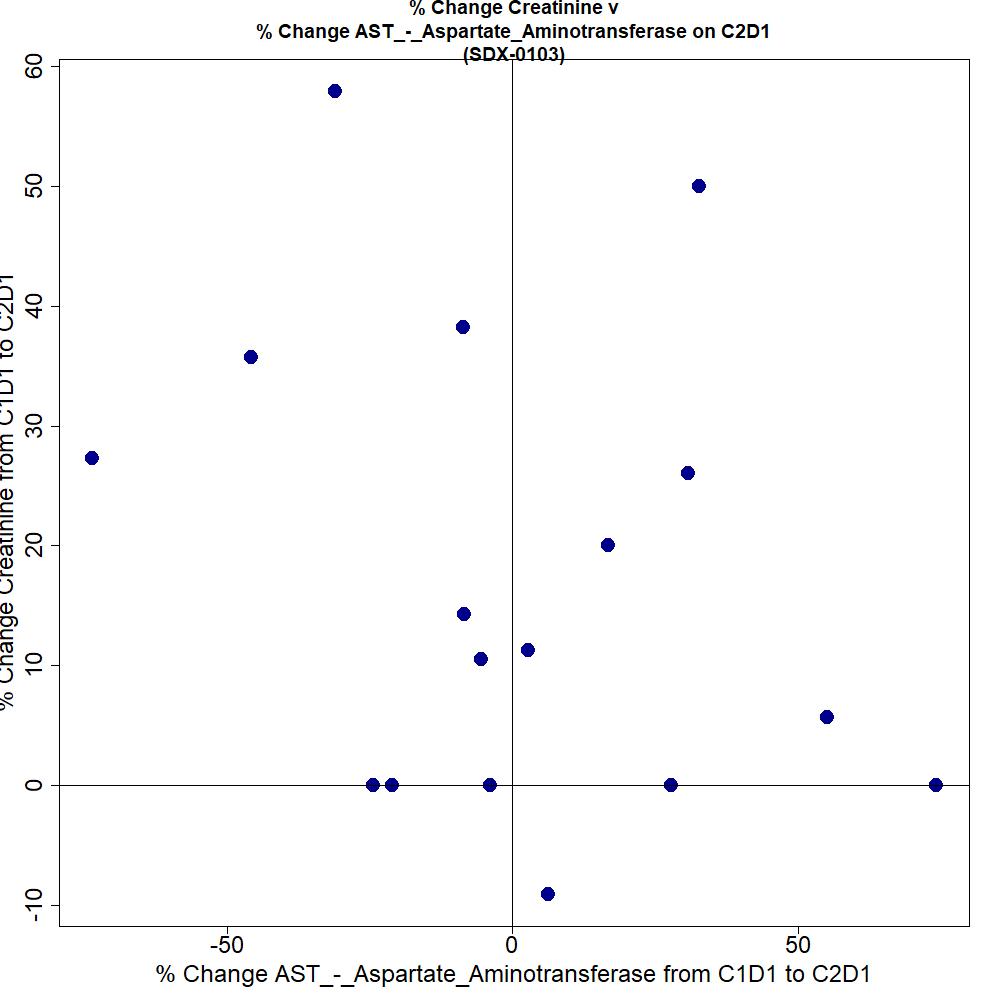 % Change Creatinine v
% Change AST_-_Aspartate_Aminotransferase on C2D1
(SDX-0103)
60
50
40
30
20
10
0
-10
% Change Creatinine from C1D1 to C2D1
-50
0
50
% Change AST_-_Aspartate_Aminotransferase from C1D1 to C2D1